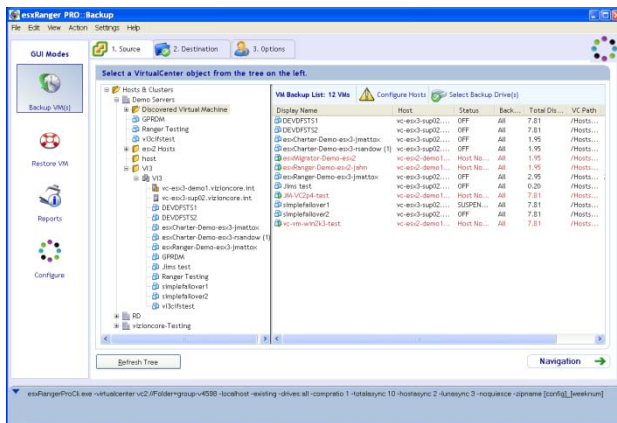 esxRanger PRO::Backup
File Edit View Action Settings Help
GUI Modes
Backup VM(s)
Restore VM
Reports
Configure
1. Source
2. Destination
3. Options
Select a VirtualCenter object from the tree on the left.
Hosts & Clusters
Demo Servers
Discovered Virtual Machine
GPRDM
Ranger Testing
vi3cifstest
esx2 Hosts
host
VI3
VI3
vc-esx3-demo1.vizioncore.int
vc-esx3-sup02.vizioncore.int
DEVDFSTS1
DEVDFSTS2
esxCharter-Demo-esx3-jmattox
esxCharter-Demo-esx3-rsandow (1)
esxRanger-Demo-esx3-jmattox
GPRDM
JIms test
Ranger Testing
simplefailover1
simplefailover2
vi3cifstest
RD
vizioncore-Testing
VM Backup List: 12 VMs Configure Hosts Select Backup Drive(s)
Display Name Host Status Back... Total Dis... VC Path
DEVDFSTS1 vc-esx3-sup02.... OFF All 7.81 /Hosts...
DEVDFSTS2 vc-esx3-sup02.... OFF All 7.81 /Hosts...
esxCharter-Demo-esx3-jmattox vc-esx3-sup02.... OFF All 1.95 /Hosts...
esxCharter-Demo-esx3-rsandow (1) vc-esx3-sup02.... OFF All 1.95 /Hosts...
esxMigrator-Demo-esx2 vc-esx2-demo1... Host No... All 1.95 /Hosts...
esxRanger-Demo-esx2-jahn vc-esx2-demo1... Host No... All 1.95 /Hosts...
esxRanger-Demo-esx3-jmattox vc-esx3-sup02.... OFF All 2.95 /Hosts...
JIms test vc-esx3-sup02.... OFF All 0.20 /Hosts...
JM-VC2p4-test vc-esx2-demo1... Host No... All 7.81 /Hosts...
simplefailover1 vc-esx3-sup02.... SUSPEN... All 7.81 /Hosts...
simplefailover2 vc-esx3-sup02.... OFF All 7.81 /Hosts...
vc-vm-win2k3-test vc-esx2-demo1... Host No... All 7.81 /Hosts...
Refresh Tree
Navigation
esxRangerProCli.exe -virtualcenter vc2://Folder=group-v4598 -localhost -existing -drives:all -compratio 1 -totalasync 10 -hostasync 2 -lunasync 3 -noquiesce -zipname [config]_[weeknum]